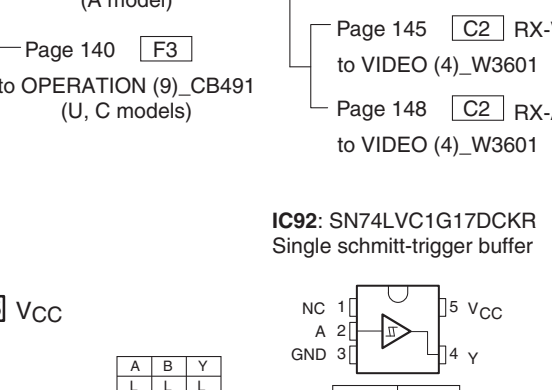 (A model)
Page 140 F3
to OPERATION (9)_CB491
(U, C models)
Page 145 C2
to VIDEO (4)_W3601
Page 148 C2
to VIDEO (4)_W3601
IC92: SN74LVC1G17DCKR
Single schmitt-trigger buffer
VCC
NC 1
A 2
GND 3
5 VCC
4 Y
A B Y
L L L